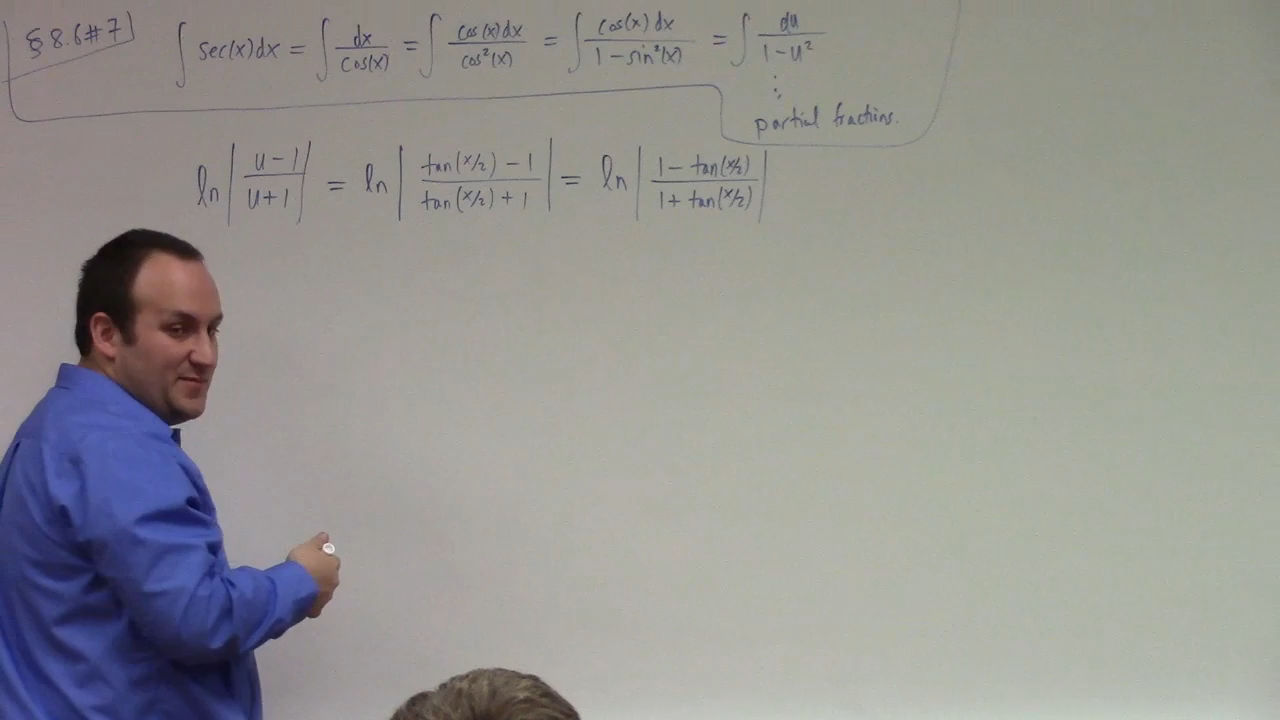 § 8.6 # 7
∫ sec(x)dx = ∫ dx/cos(x) = ∫ cos(x)dx/cos²(x) = ∫ cos(x)dx/1 − sin²(x) = ∫ du/1 − u²
⋮
partial fractions.
ln|u − 1/u + 1| = ln|tan(x/2) − 1/tan(x/2) + 1| = ln|1 − tan(x/2)/1 + tan(x/2)|